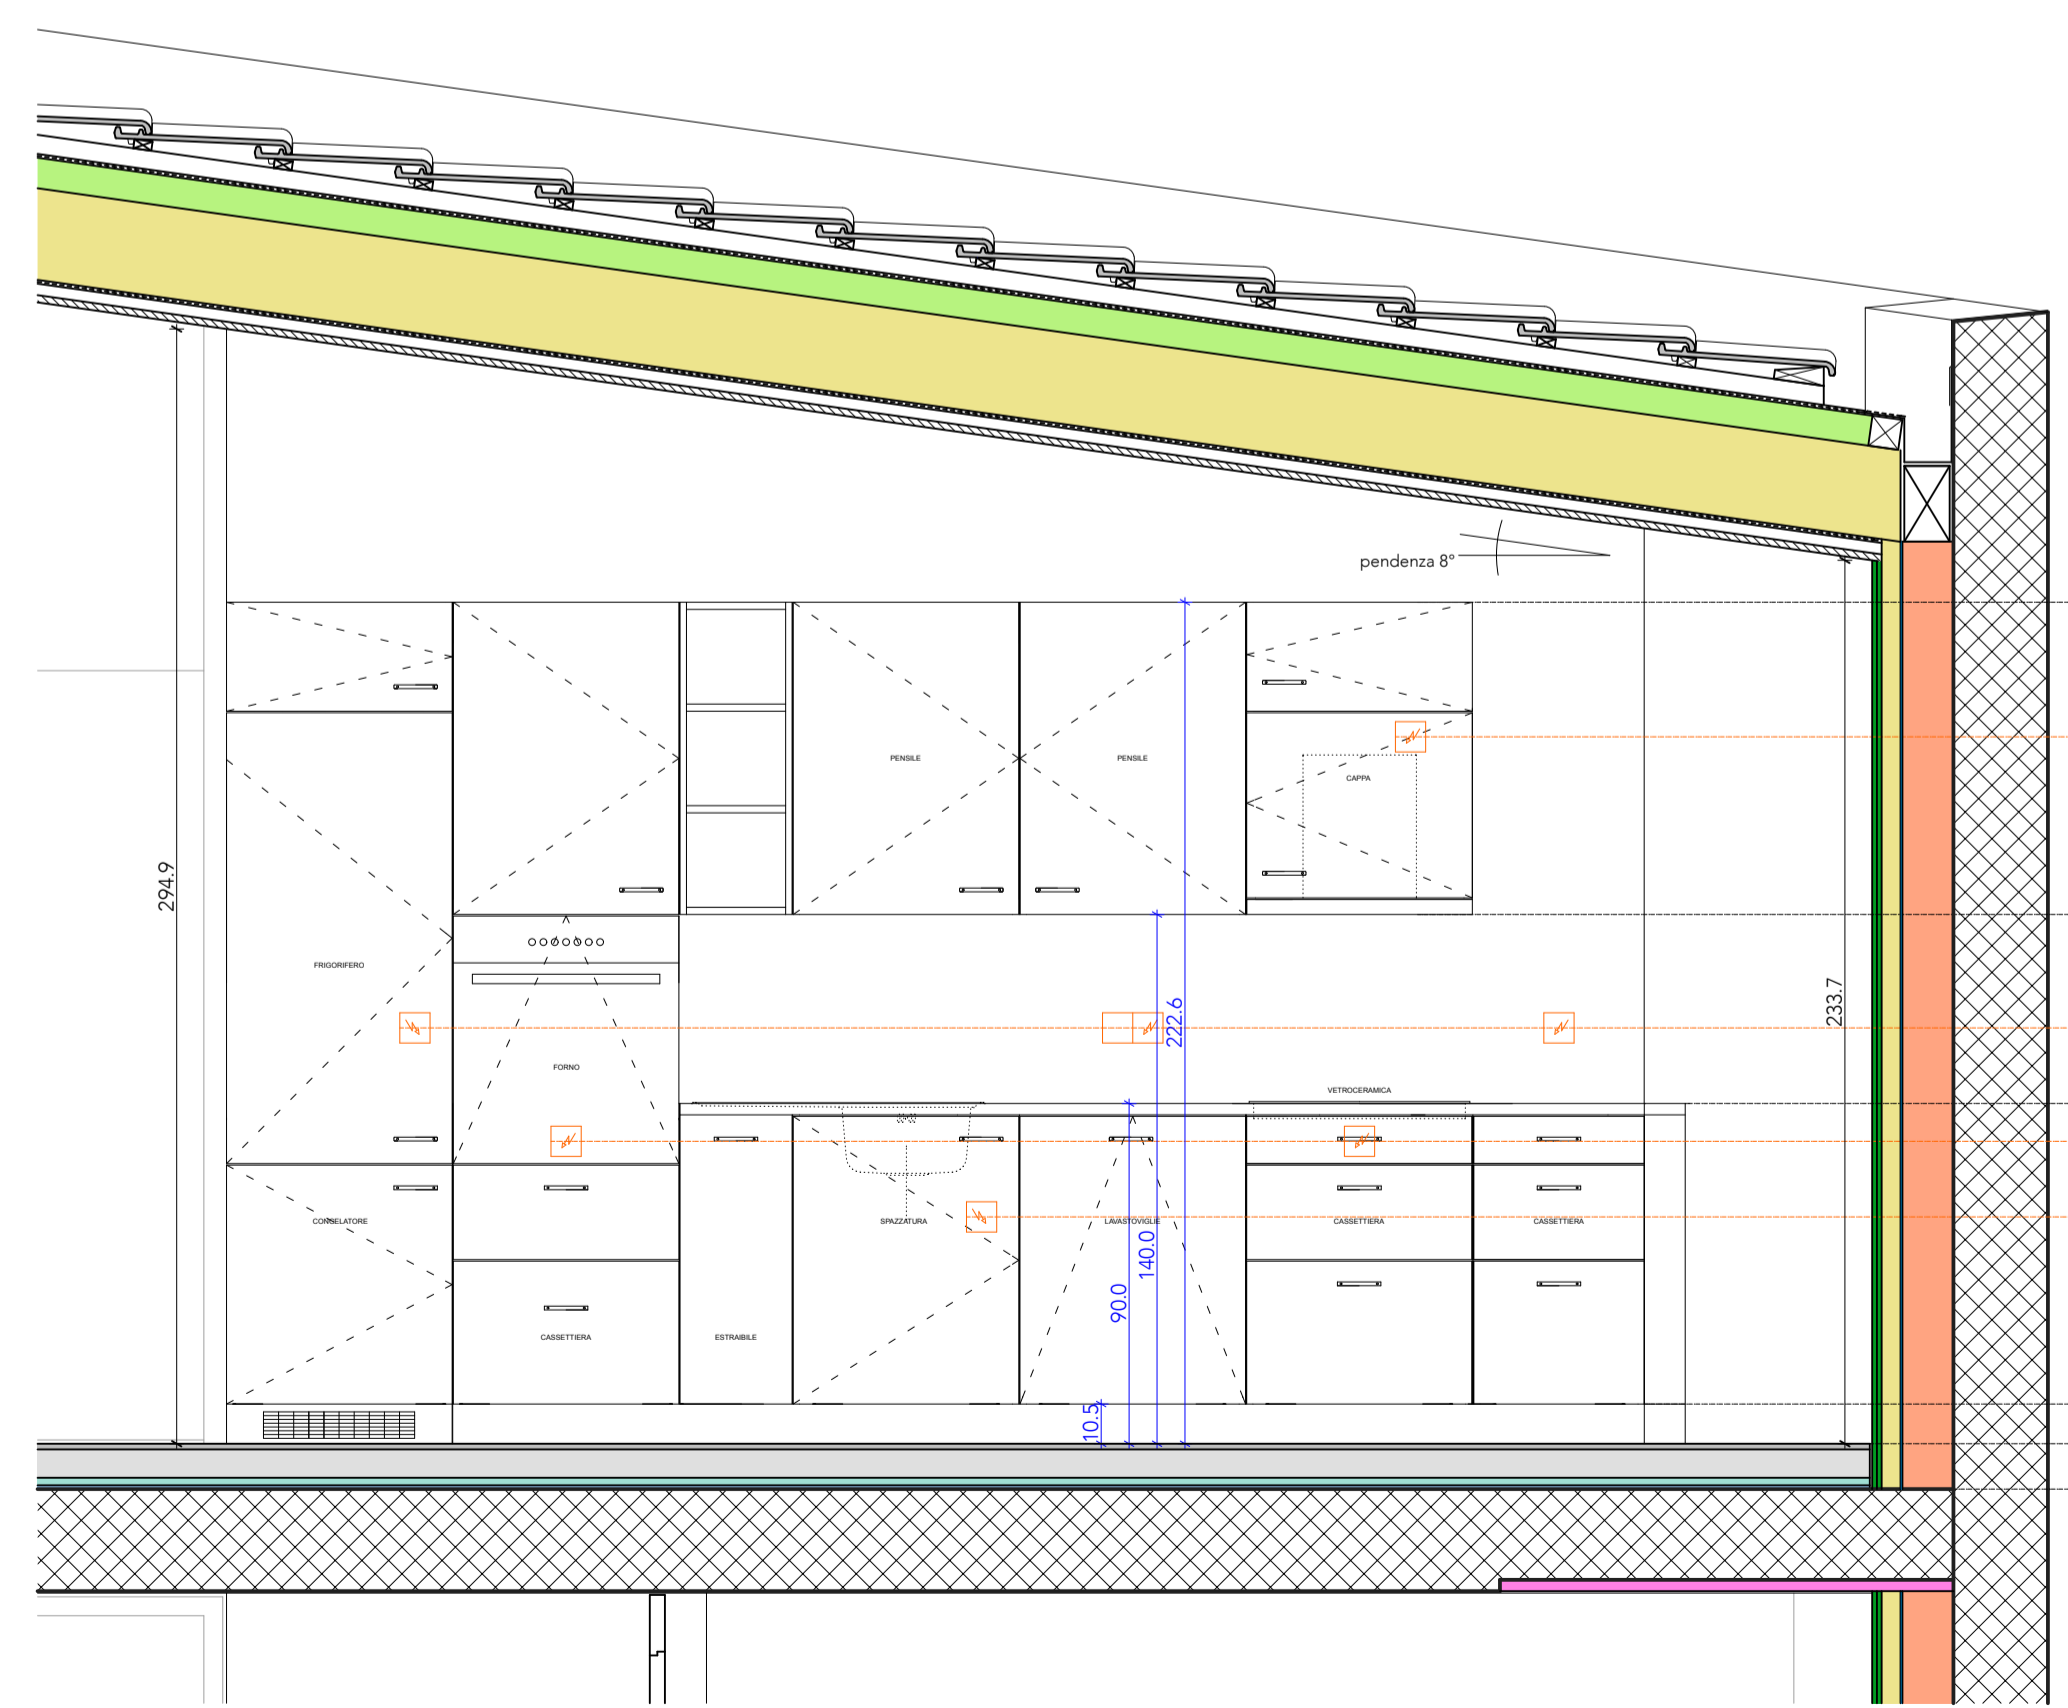 pendenza 8°
PENSILE
PENSILE
CAPPA
294.9
FRIGORIFERO
233.7
222.6
FORNO
VETROCERAMICA
CONGELATORE
SPAZZATURA
LAVASTOVIGLIE
CASSETTIERA
CASSETTIERA
140.0
90.0
CASSETTIERA
ESTRAIBILE
10.5